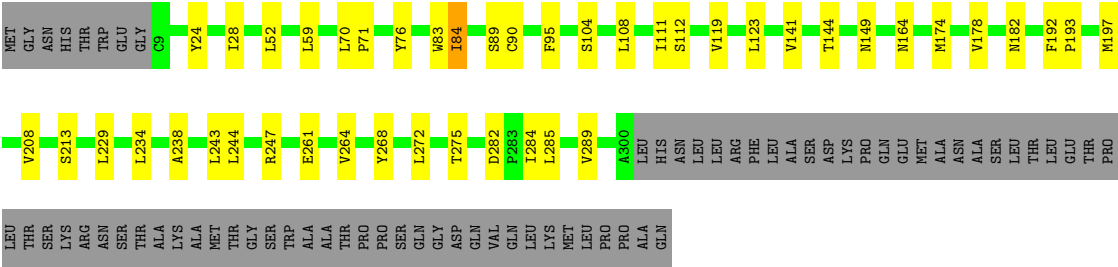 MET GLY ASN HIS THR TRP GLU GLY C9 Y24 I28 L52 L59 L70 P71 Y76 W83 I84 S89 C90 F95 S104 L108 I111 S112 V119 L123 V141 T144 N149 N164 M174 V178 N182 F192 P193 M197
V208 S213 L229 L234 A238 L243 L244 R247 E261 V264 Y268 L272 T275 D282 P283 I284 L285 V289 A300 LEU HIS ASN LEU LEU ARG PHE LEU ALA SER ASP LYS PRO GLN GLU MET ALA ASN ALA SER LEU THR LEU GLU THR PRO
LEU THR SER LYS ARG ASN SER THR ALA LYS ALA MET THR GLY SER TRP ALA ALA THR PRO PRO SER GLN GLY ASP GLN VAL GLN LEU LYS MET LEU PRO PRO ALA GLN